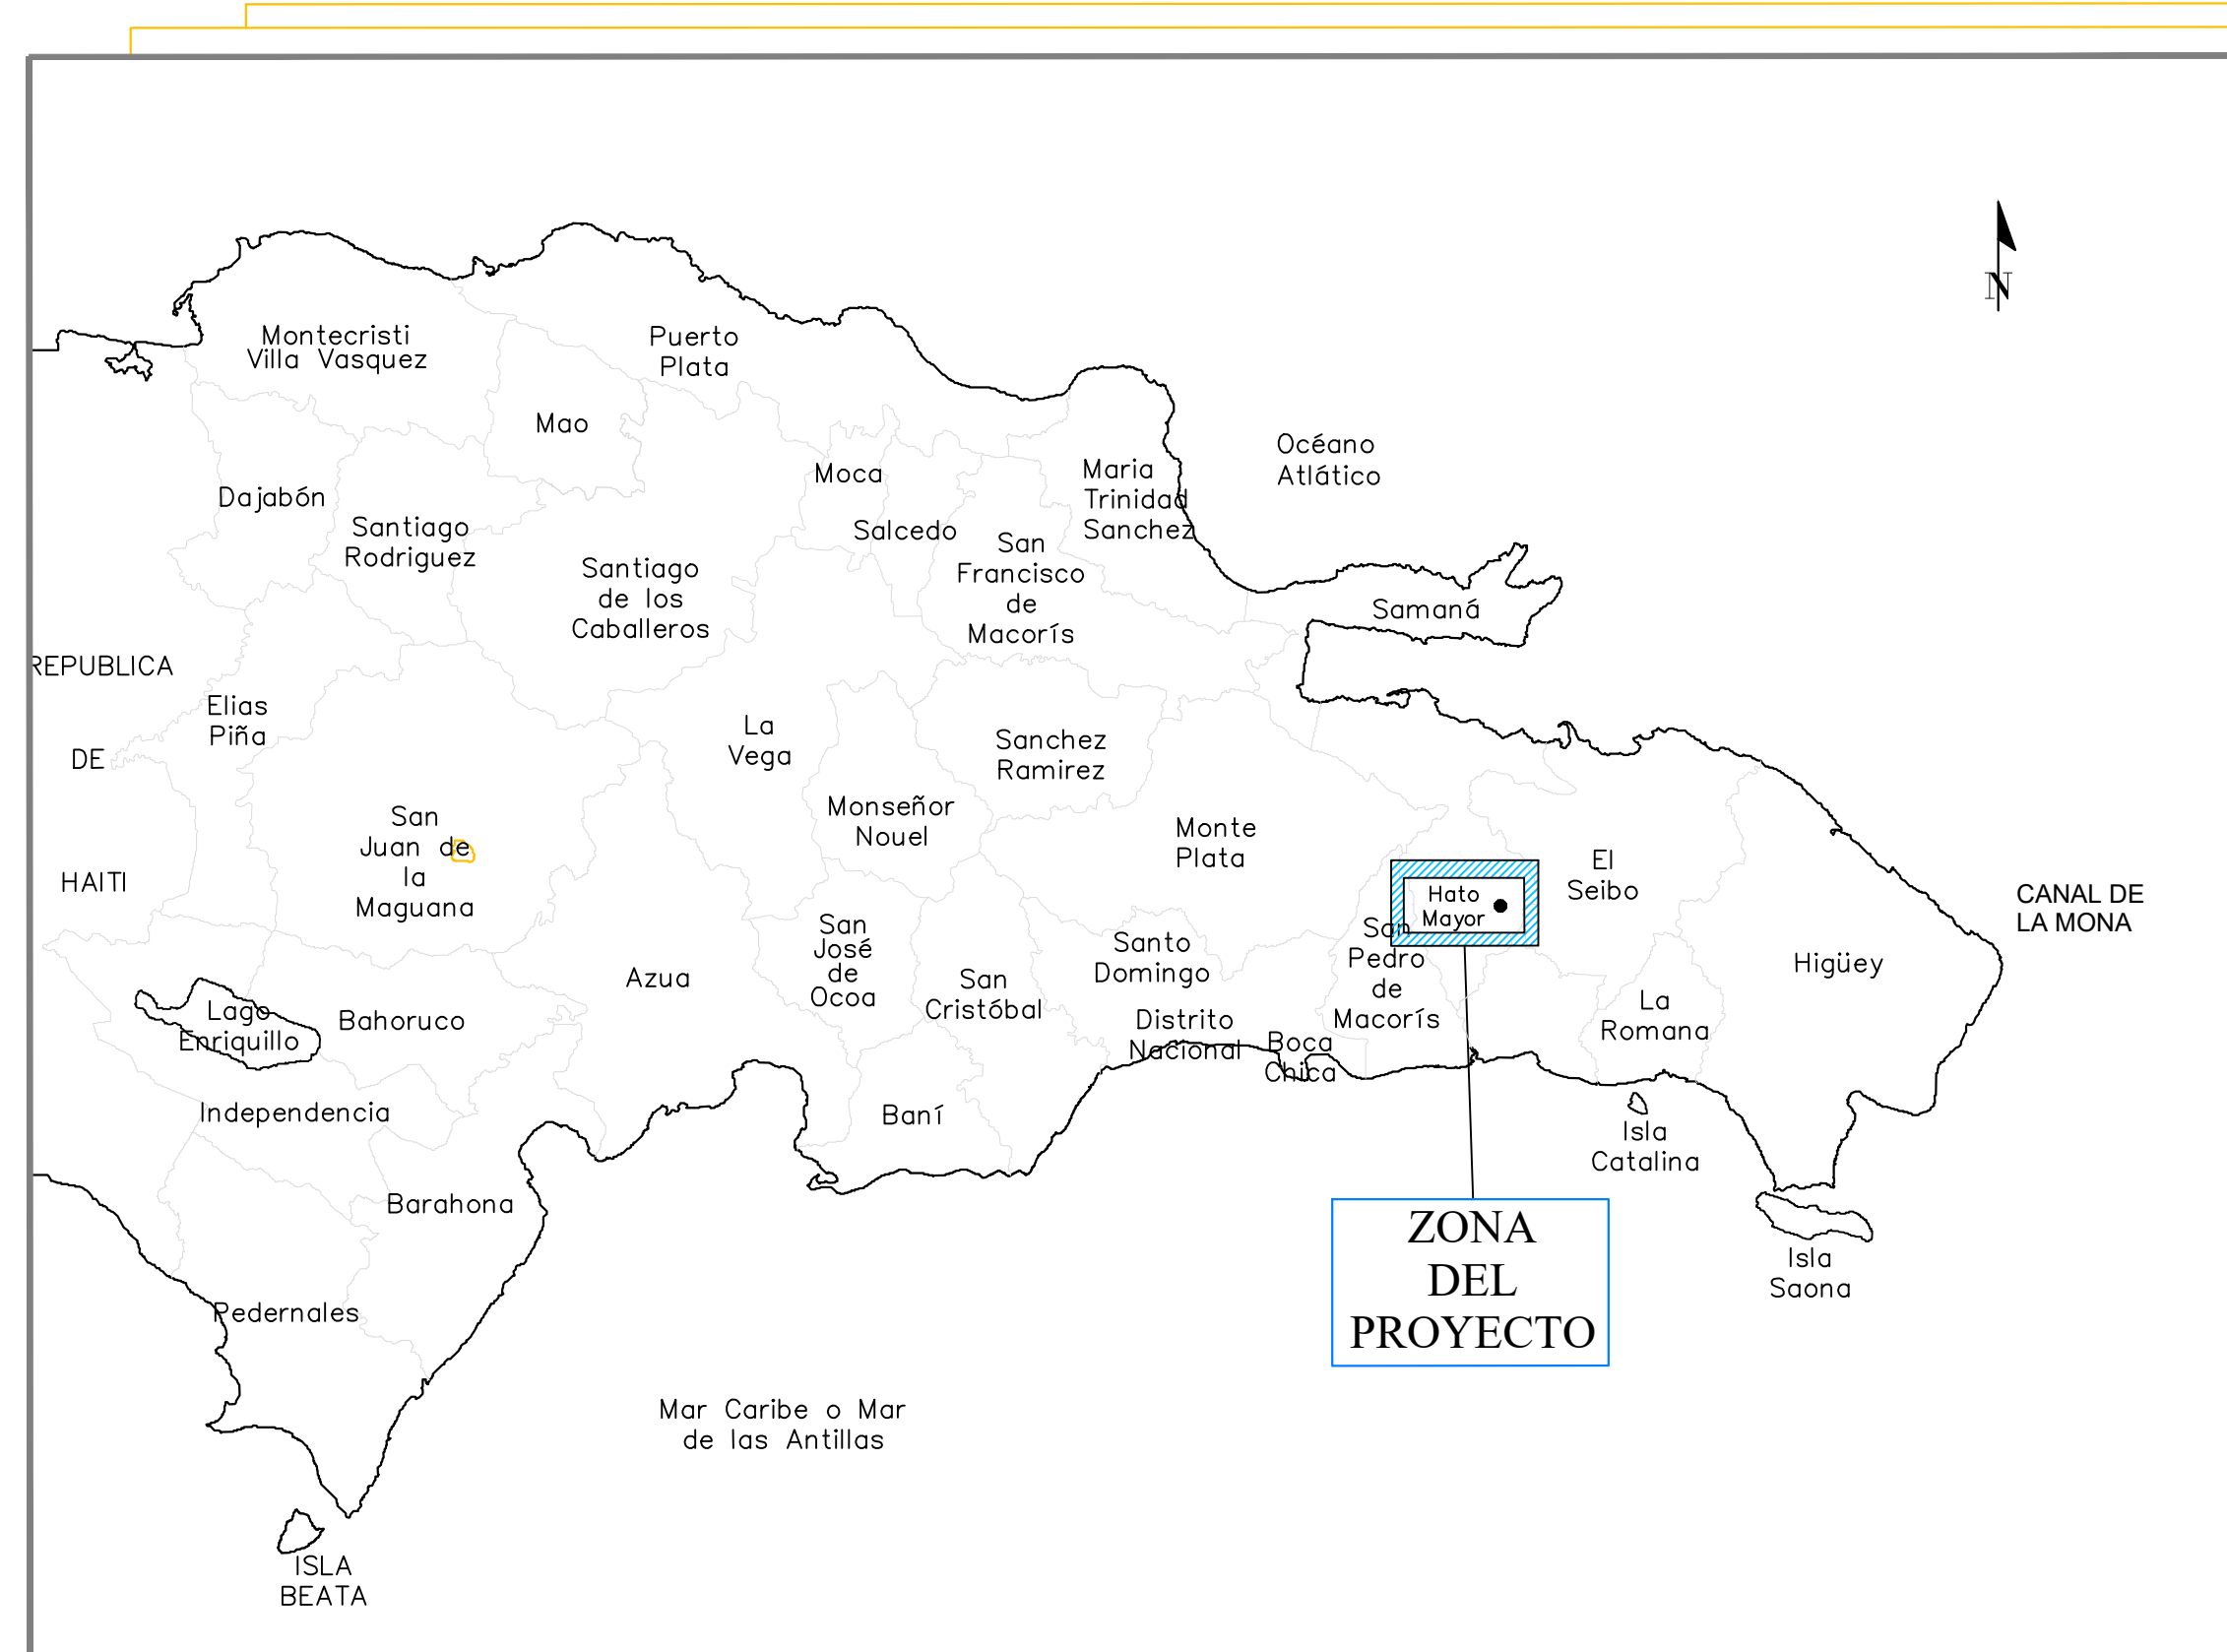 N
Montecristi
Villa Vasquez
Puerto
Plata
Mao
Dajabón
Santiago
Rodriguez
Moca
Salcedo
Maria
Trinidad
Sanchez
Océano
Atlático
San
Francisco
de
Macorís
Santiago
de los
Caballeros
Samaná
REPUBLICA
DE
HAITI
Elias
Piña
La
Vega
Sanchez
Ramirez
San
Juan de
la
Maguana
Monseñor
Nouel
Monte
Plata
El
Seibo
Hato
Mayor
CANAL DE
LA MONA
San
José
de
Ocoa
Santo
Domingo
San
Pedro
de
Macorís
Higüey
Azua
San
Cristóbal
Lago
Enriquillo
Bahoruco
Distrito
Nacional
Boca
Chica
La
Romana
Independencia
Baní
Isla
Catalina
Barahona
ZONA
DEL
PROYECTO
Isla
Saona
Pedernales
Mar Caribe o Mar
de las Antillas
ISLA
BEATA